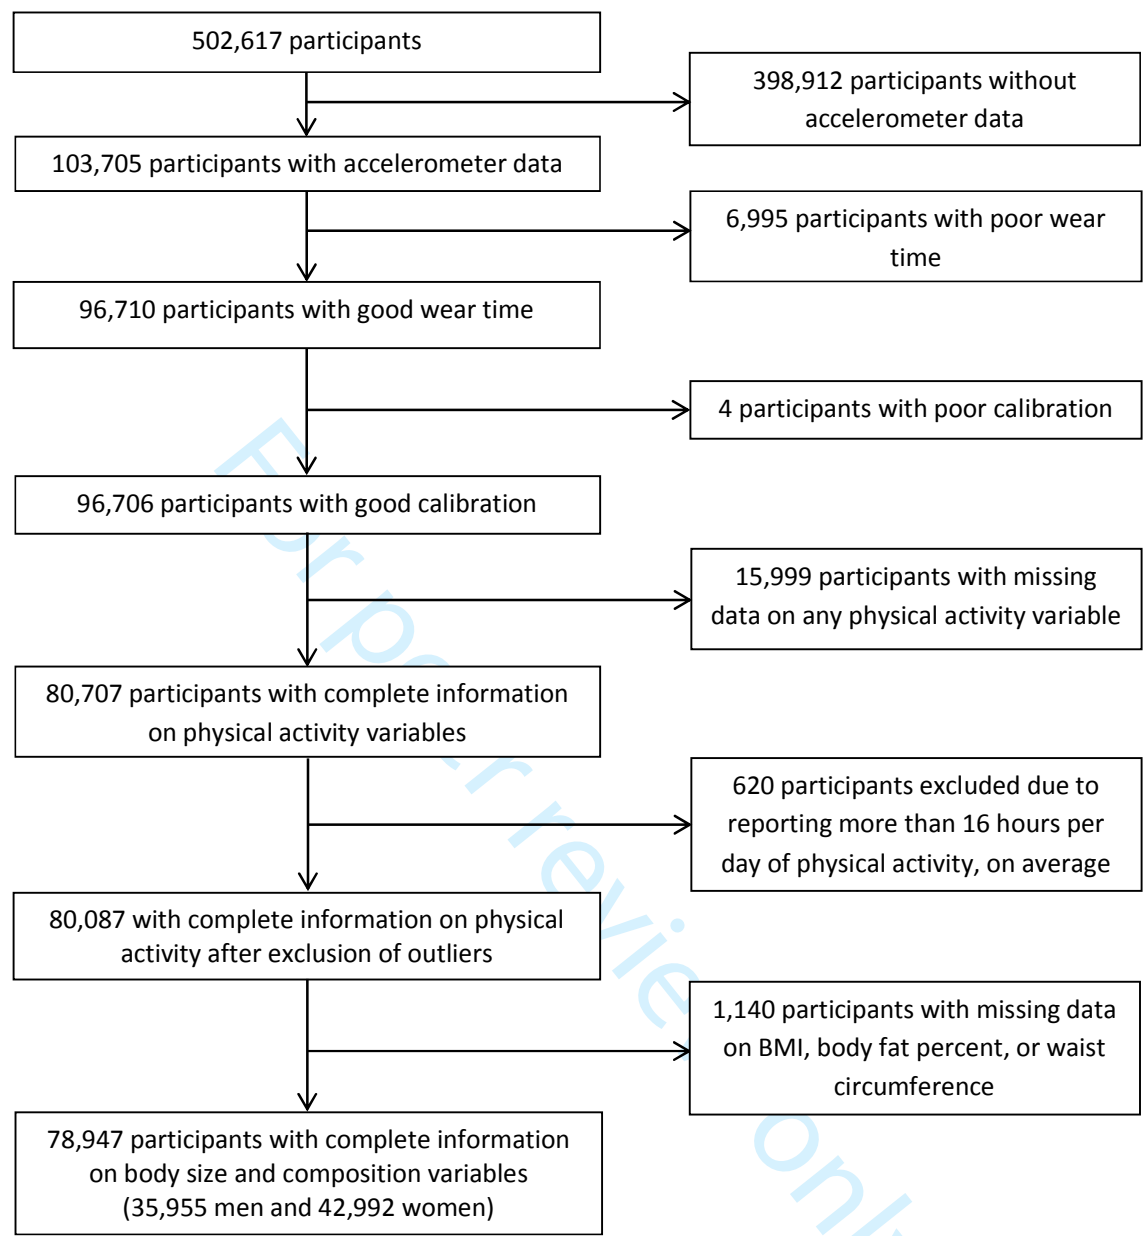 502,617 participants
398,912 participants without
accelerometer data
103,705 participants with accelerometer data
6,995 participants with poor wear
time
96,710 participants with good wear time
4 participants with poor calibration
96,706 participants with good calibration
15,999 participants with missing
data on any physical activity variable
80,707 participants with complete information
on physical activity variables
620 participants excluded due to
reporting more than 16 hours per
day of physical activity, on average
80,087 with complete information on physical
activity after exclusion of outliers
1,140 participants with missing data
on BMI, body fat percent, or waist
circumference
78,947 participants with complete information
on body size and composition variables
(35,955 men and 42,992 women)
For peer review onl